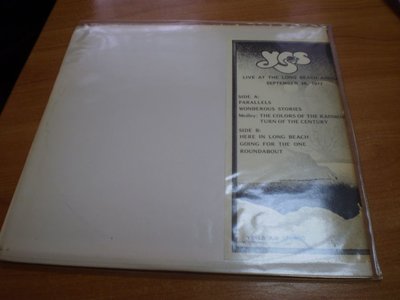 yes
LIVE AT THE LONG BEACH
SEPTEMBER 1977
SIDE A:
PARALLELS
WONDEROUS STORIES
Medley: THE COLORS OF THE
TURN OF THE CENTURY
SIDE B:
HERE IN LONG BEACH
GOING FOR THE ONE
ROUNDABOUT